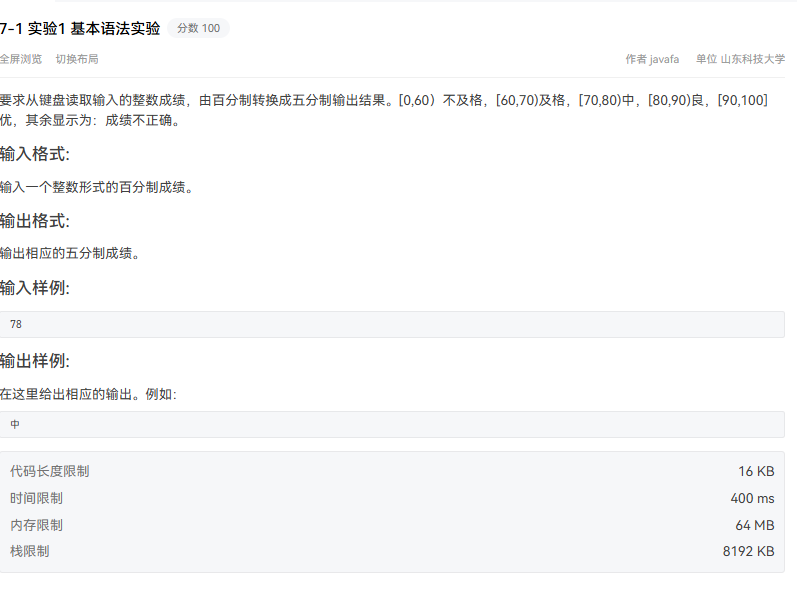 7-1 实验1 基本语法实验 分数 100
全屏浏览 切换布局 作者 javafa 单位 山东科技大学
要求从键盘读取输入的整数成绩，由百分制转换成五分制输出结果。[0,60）不及格，[60,70)及格，[70,80)中，[80,90)良，[90,100]
优，其余显示为：成绩不正确。
输入格式:
输入一个整数形式的百分制成绩。
输出格式:
输出相应的五分制成绩。
输入样例:
78
输出样例:
在这里给出相应的输出。例如：
中
代码长度限制 16 KB
时间限制 400 ms
内存限制 64 MB
栈限制 8192 KB